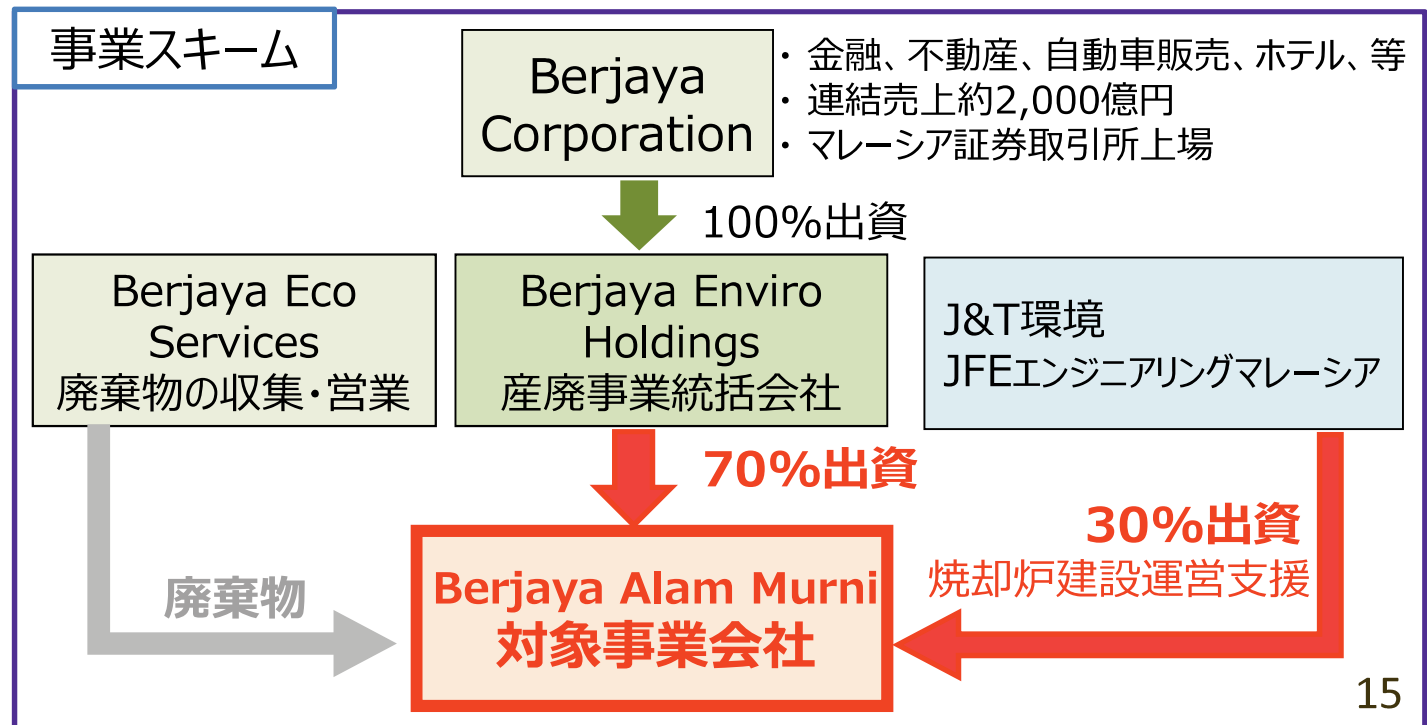 事業スキーム
Berjaya
Corporation
・ 金融、不動産、自動車販売、ホテル、等
・ 連結売上約2,000億円
・ マレーシア証券取引所上場
100%出資
Berjaya Eco
Services
廃棄物の収集・営業
Berjaya Enviro
Holdings
産廃事業統括会社
J&T環境
JFEエンジニアリングマレーシア
70%出資
30%出資
焼却炉建設運営支援
廃棄物
Berjaya Alam Murni
対象事業会社
15